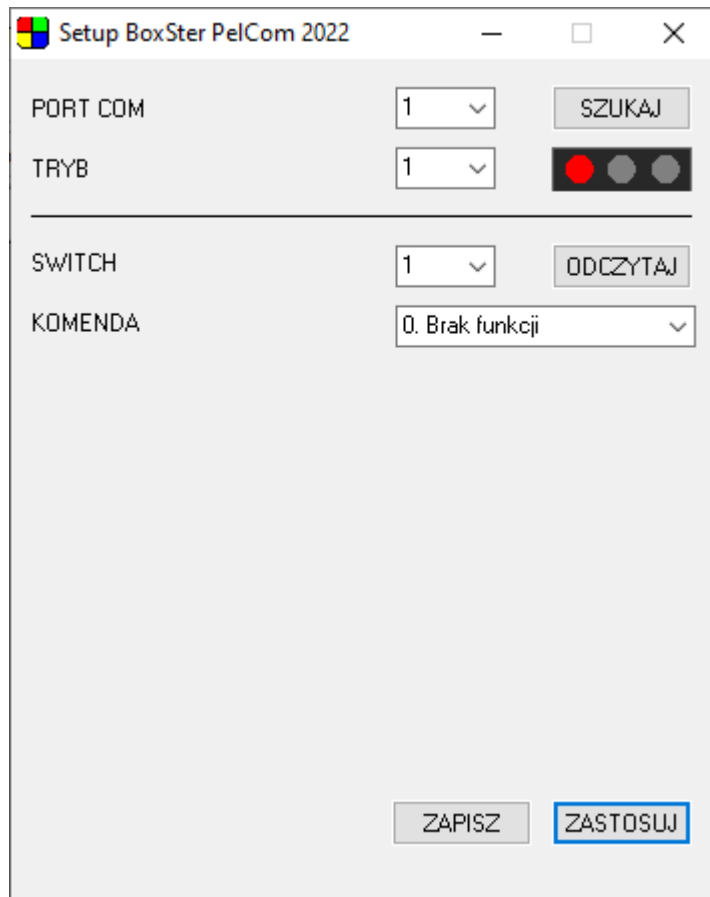 Setup BoxSter PelCom 2022
PORT COM 1 SZUKAJ
TRYB 1
SWITCH 1 ODCZYTAJ
KOMENDA 0. Brak funkcji
ZAPISZ ZASTOSUJ